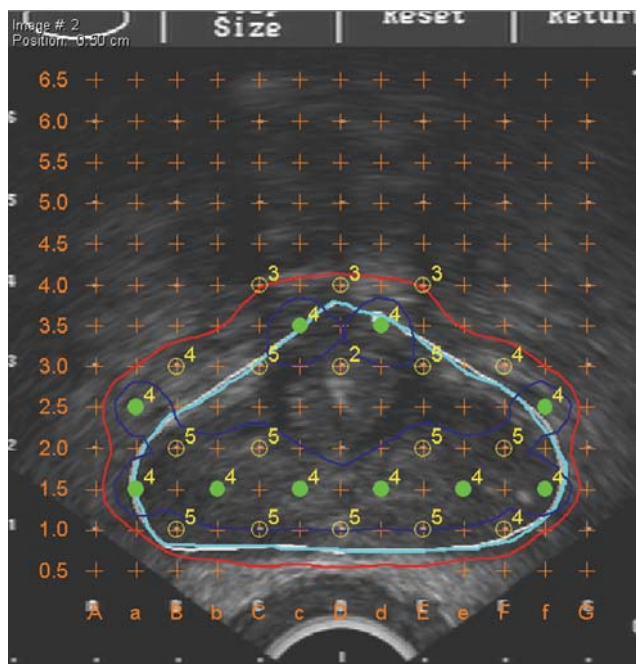 Image #: 2
Position: 0.50 cm
Size
Reset
Return
6.5
6.0
5.5
5.0
4.5
4.0 3 3 3
3.5 4 4
3.0 4 5 2 5 4
2.5 4 4
2.0 5 5 5 5
1.5 4 4 4 4 4 4
1.0 5 5 5 5 4
0.5
A a B b C c D d E e F f G